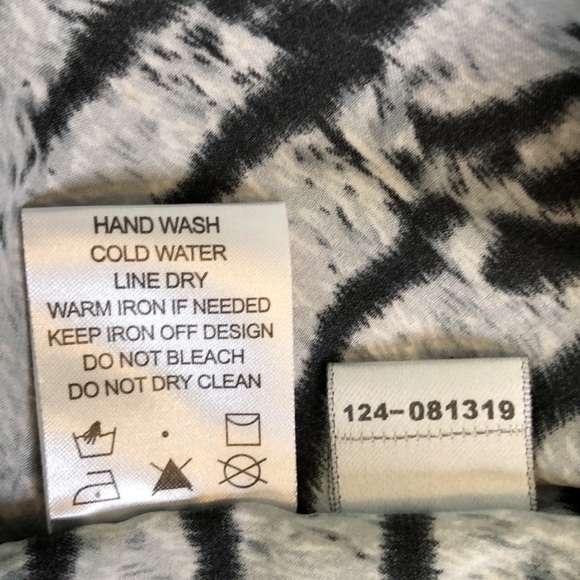 HAND WASH
COLD WATER
LINE DRY
WARM IRON IF NEEDED
KEEP IRON OFF DESIGN
DO NOT BLEACH
DO NOT DRY CLEAN
124-081319